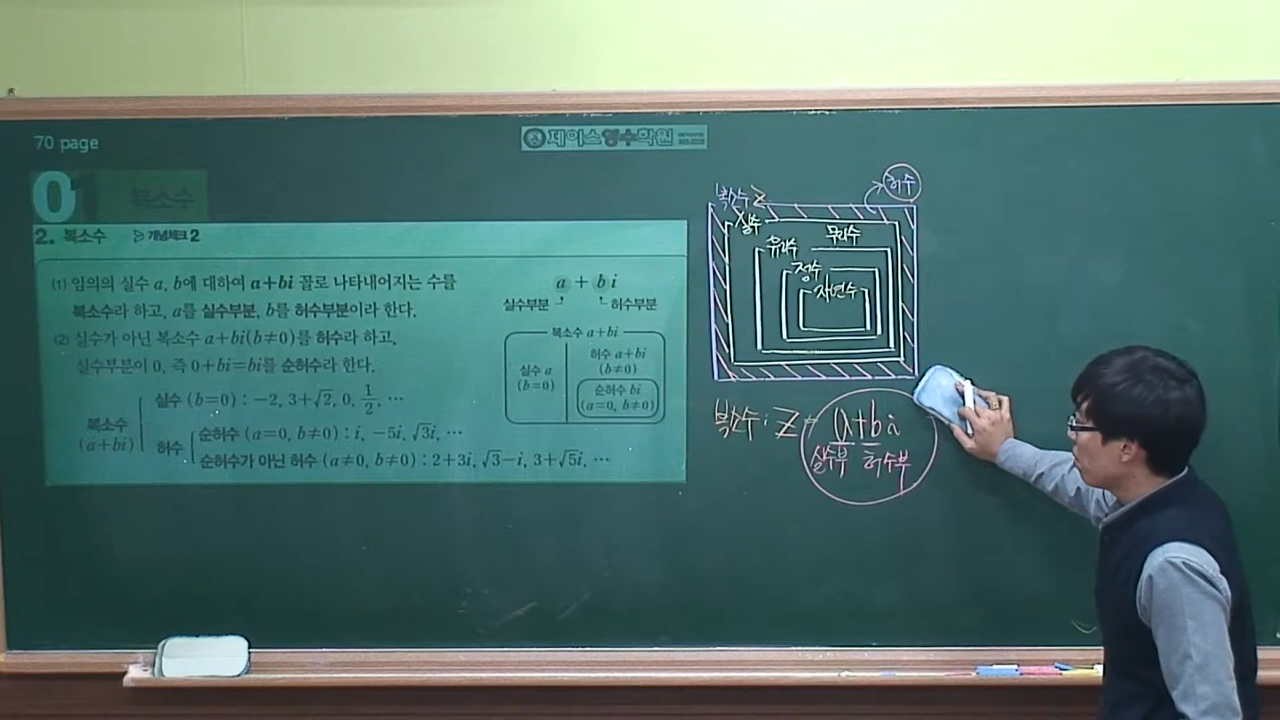 70 page
제이스영수학원
01 복소수
2. 복소수 ▷ 개념체크 2
(1) 임의의 실수 a, b에 대하여 a+bi 꼴로 나타내어지는 수를
복소수라 하고, a를 실수부분, b를 허수부분이라 한다.
(2) 실수가 아닌 복소수 a+bi(b≠0)를 허수라 하고,
실수부분이 0, 즉 0+bi=bi를 순허수라 한다.
복소수
(a+bi)
실수 (b=0) : −2, 3+√2, 0, 1/2, …
허수
순허수 (a=0, b≠0) : i, −5i, √3i, …
순허수가 아닌 허수 (a≠0, b≠0) : 2+3i, √3−i, 3+√5i, …
a + b i
실수부분 허수부분
복소수 a+bi
실수 a
(b=0)
허수 a+bi
(b≠0)
순허수 bi
(a=0, b≠0)
허수
복소수 Z
실수
무리수
유리수
정수
자연수
복소수 : Z = a+bi
실수부 허수부